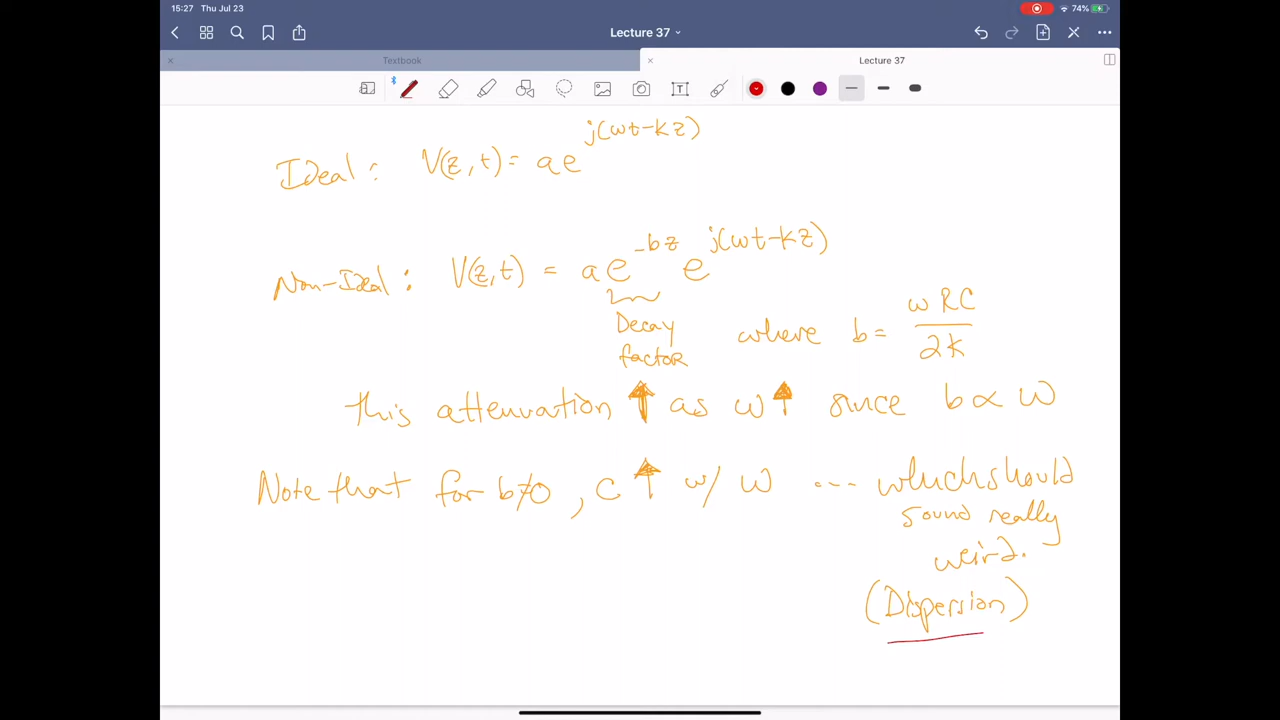 15:27 Thu Jul 23
74%
Lecture 37
Textbook
Lecture 37
T
Ideal: V(z,t) = ae^{j(ωt-kz)}
Non-Ideal: V(z,t) = ae^{-bz} e^{j(ωt-kz)}
Decay
factor
where b = ωRC / 2k
this attenuation ↑ as ω ↑ since b ∝ ω
Note that for b≠0, c ↑ w/ ω ... which should
sound really
weird.
(Dispersion)